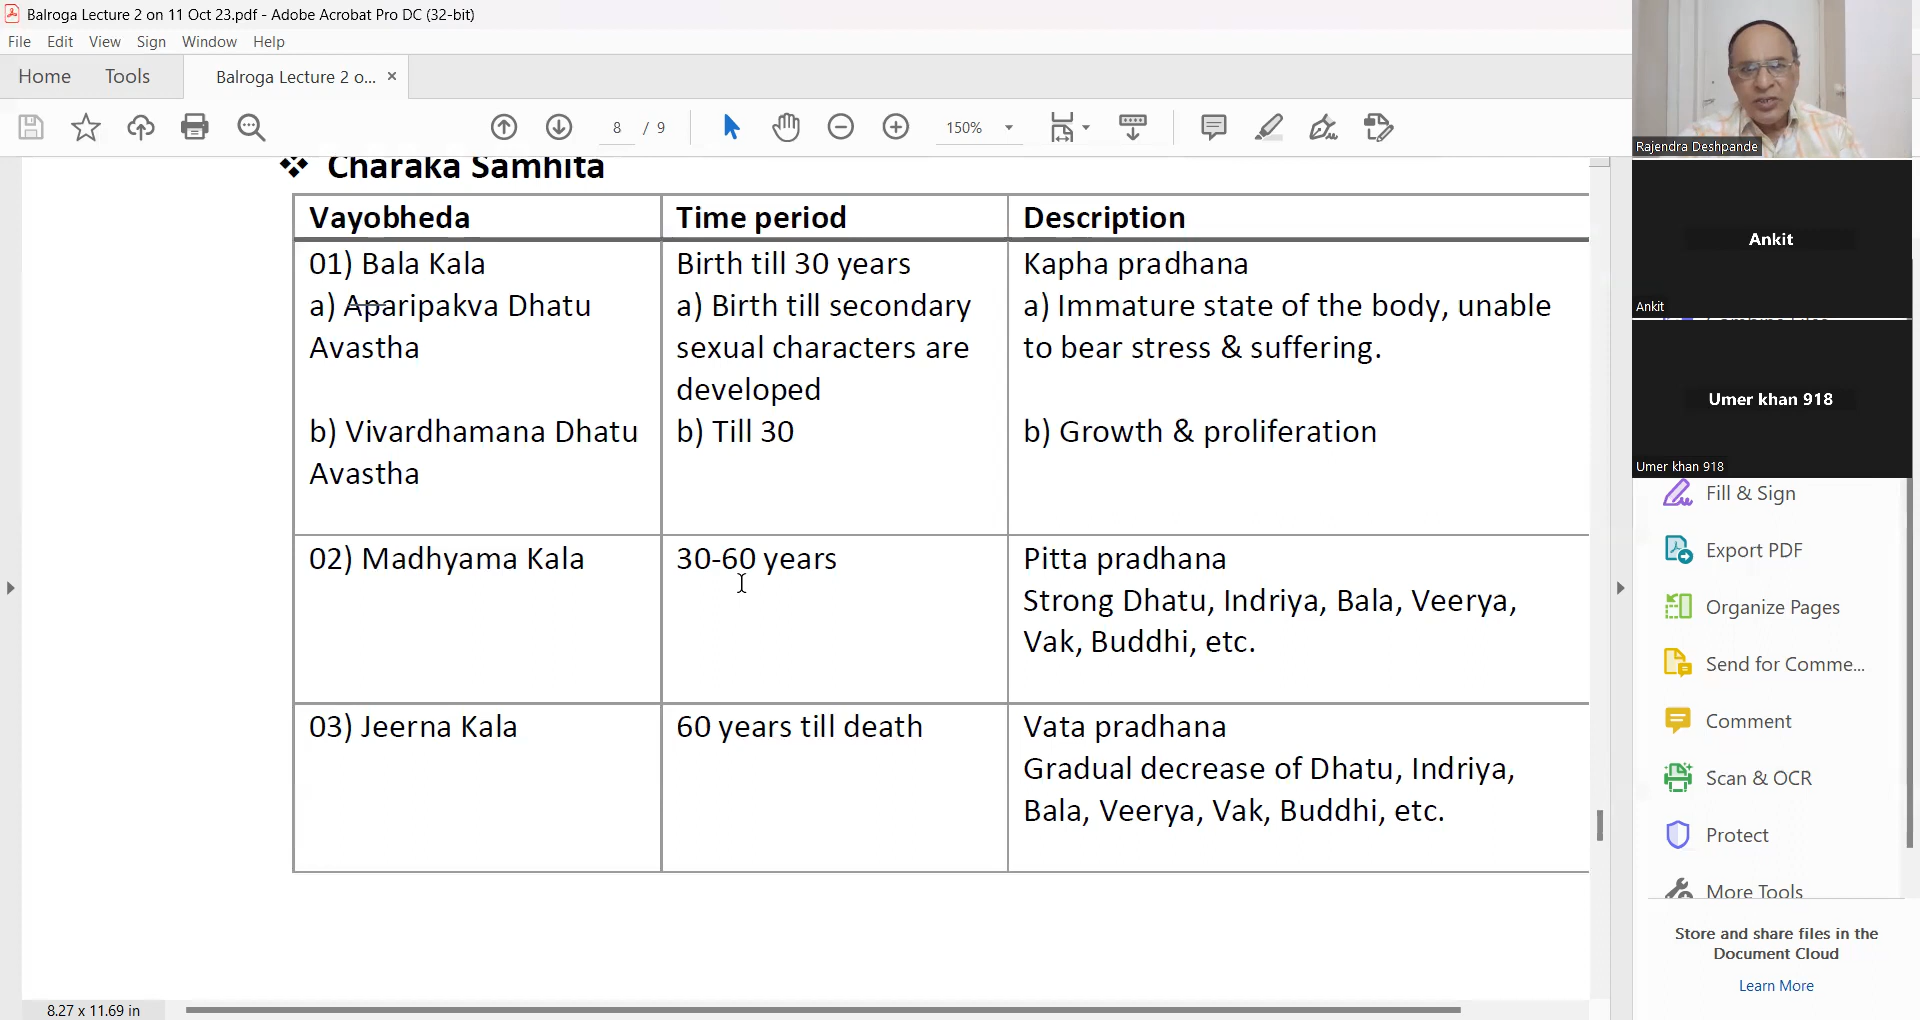 Balroga Lecture 2 on 11 Oct 23.pdf - Adobe Acrobat Pro DC (32-bit)
File Edit View Sign Window Help
Home Tools Balroga Lecture 2 o... ×
8 / 9 150%
❖ Charaka Samhita
Vayobheda Time period Description
01) Bala Kala Birth till 30 years Kapha pradhana
a) Aparipakva Dhatu a) Birth till secondary a) Immature state of the body, unable
Avastha sexual characters are to bear stress & suffering.
developed
b) Vivardhamana Dhatu b) Till 30 b) Growth & proliferation
Avastha
02) Madhyama Kala 30-60 years Pitta pradhana
Strong Dhatu, Indriya, Bala, Veerya,
Vak, Buddhi, etc.
03) Jeerna Kala 60 years till death Vata pradhana
Gradual decrease of Dhatu, Indriya,
Bala, Veerya, Vak, Buddhi, etc.
8.27 x 11.69 in
Rajendra Deshpande
Ankit
Ankit
Umer khan 918
Umer khan 918
Fill & Sign
Export PDF
Organize Pages
Send for Comme...
Comment
Scan & OCR
Protect
More Tools
Store and share files in the
Document Cloud
Learn More